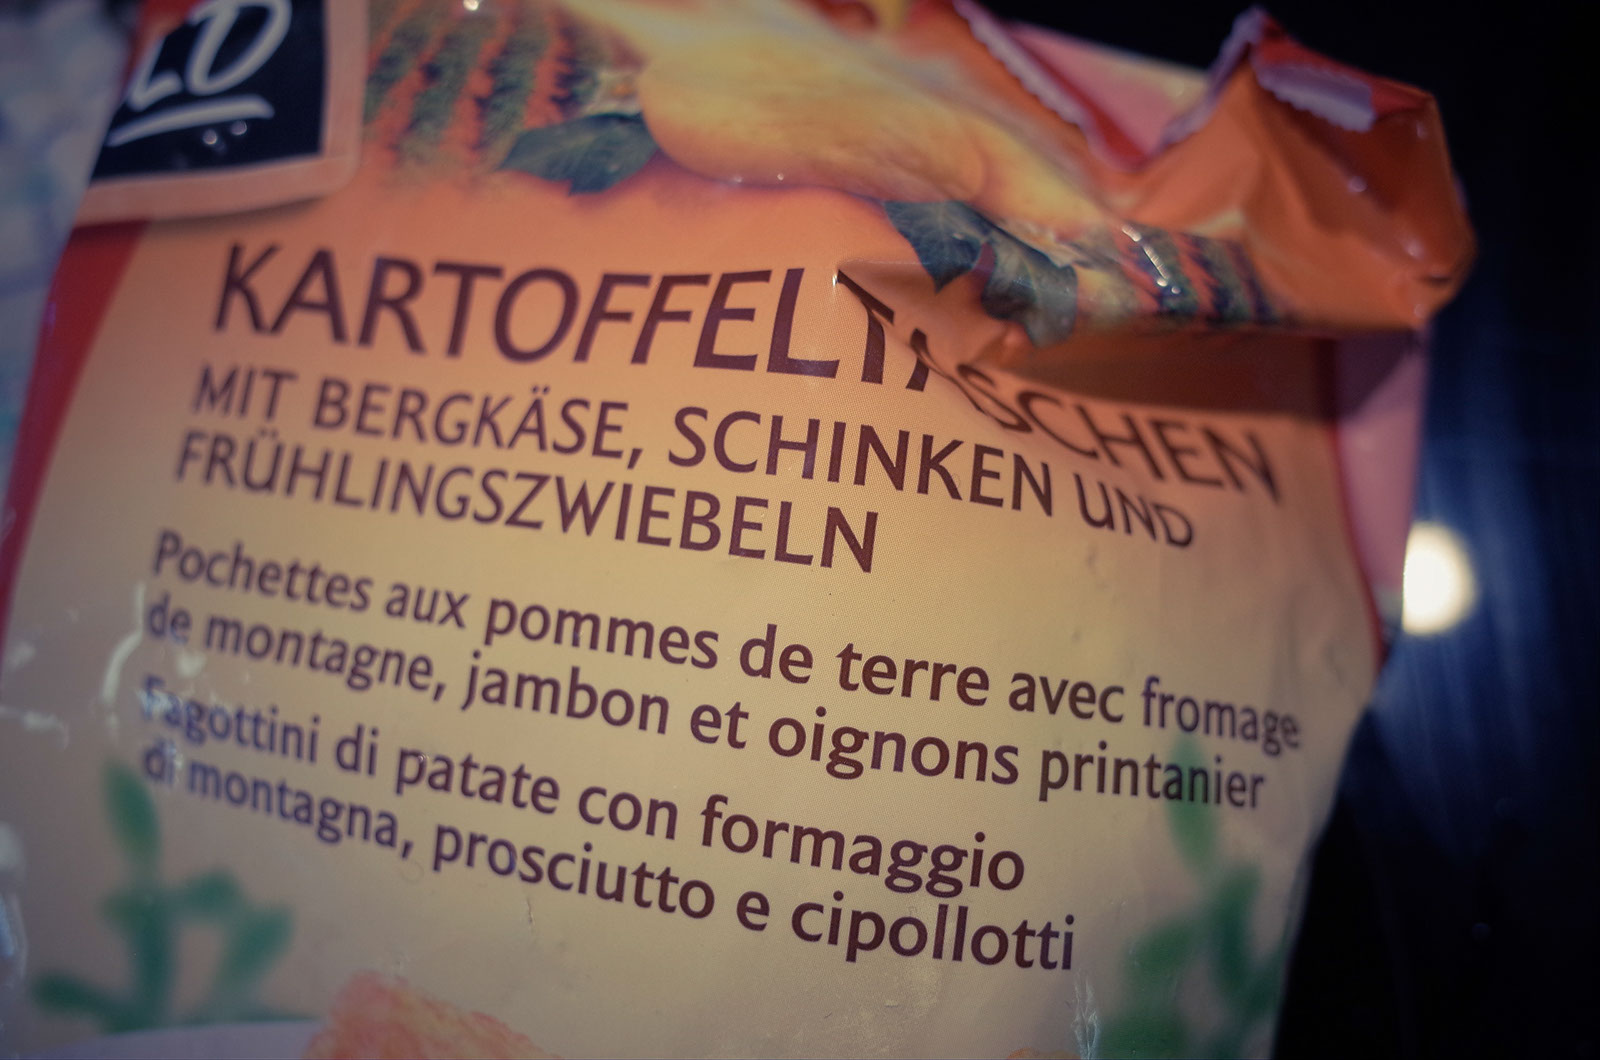 LO
KARTOFFELTASCHEN
MIT BERGKÄSE, SCHINKEN UND
FRÜHLINGSZWIEBELN
Pochettes aux pommes de terre avec fromage
de montagne, jambon et oignons printanier
Fagottini di patate con formaggio
di montagna, prosciutto e cipollotti